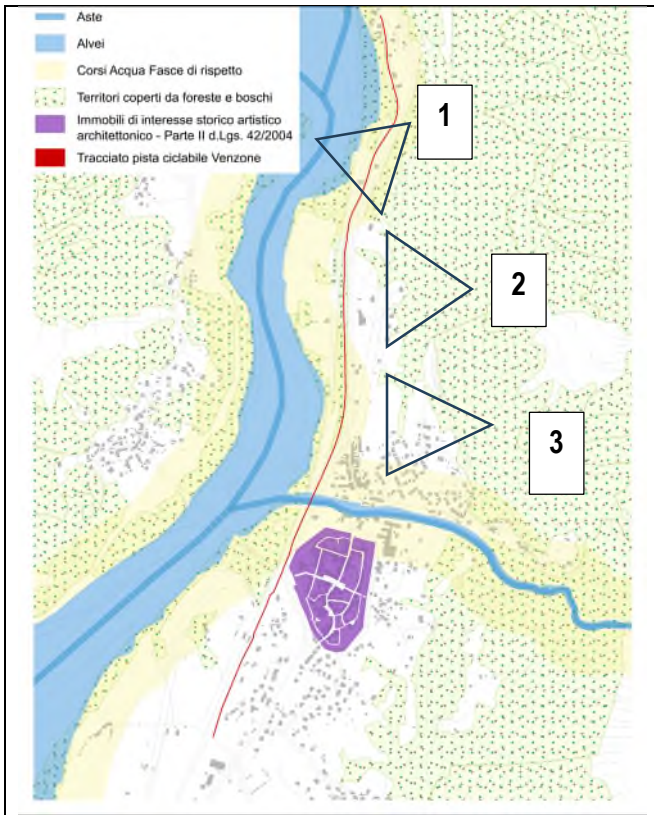 Aste
Alvei
Corsi Acqua Fasce di rispetto
Territori coperti da foreste e boschi
Immobili di interesse storico artistico
architettonico - Parte II d.Lgs. 42/2004
Tracciato pista ciclabile Venzone
1
2
3